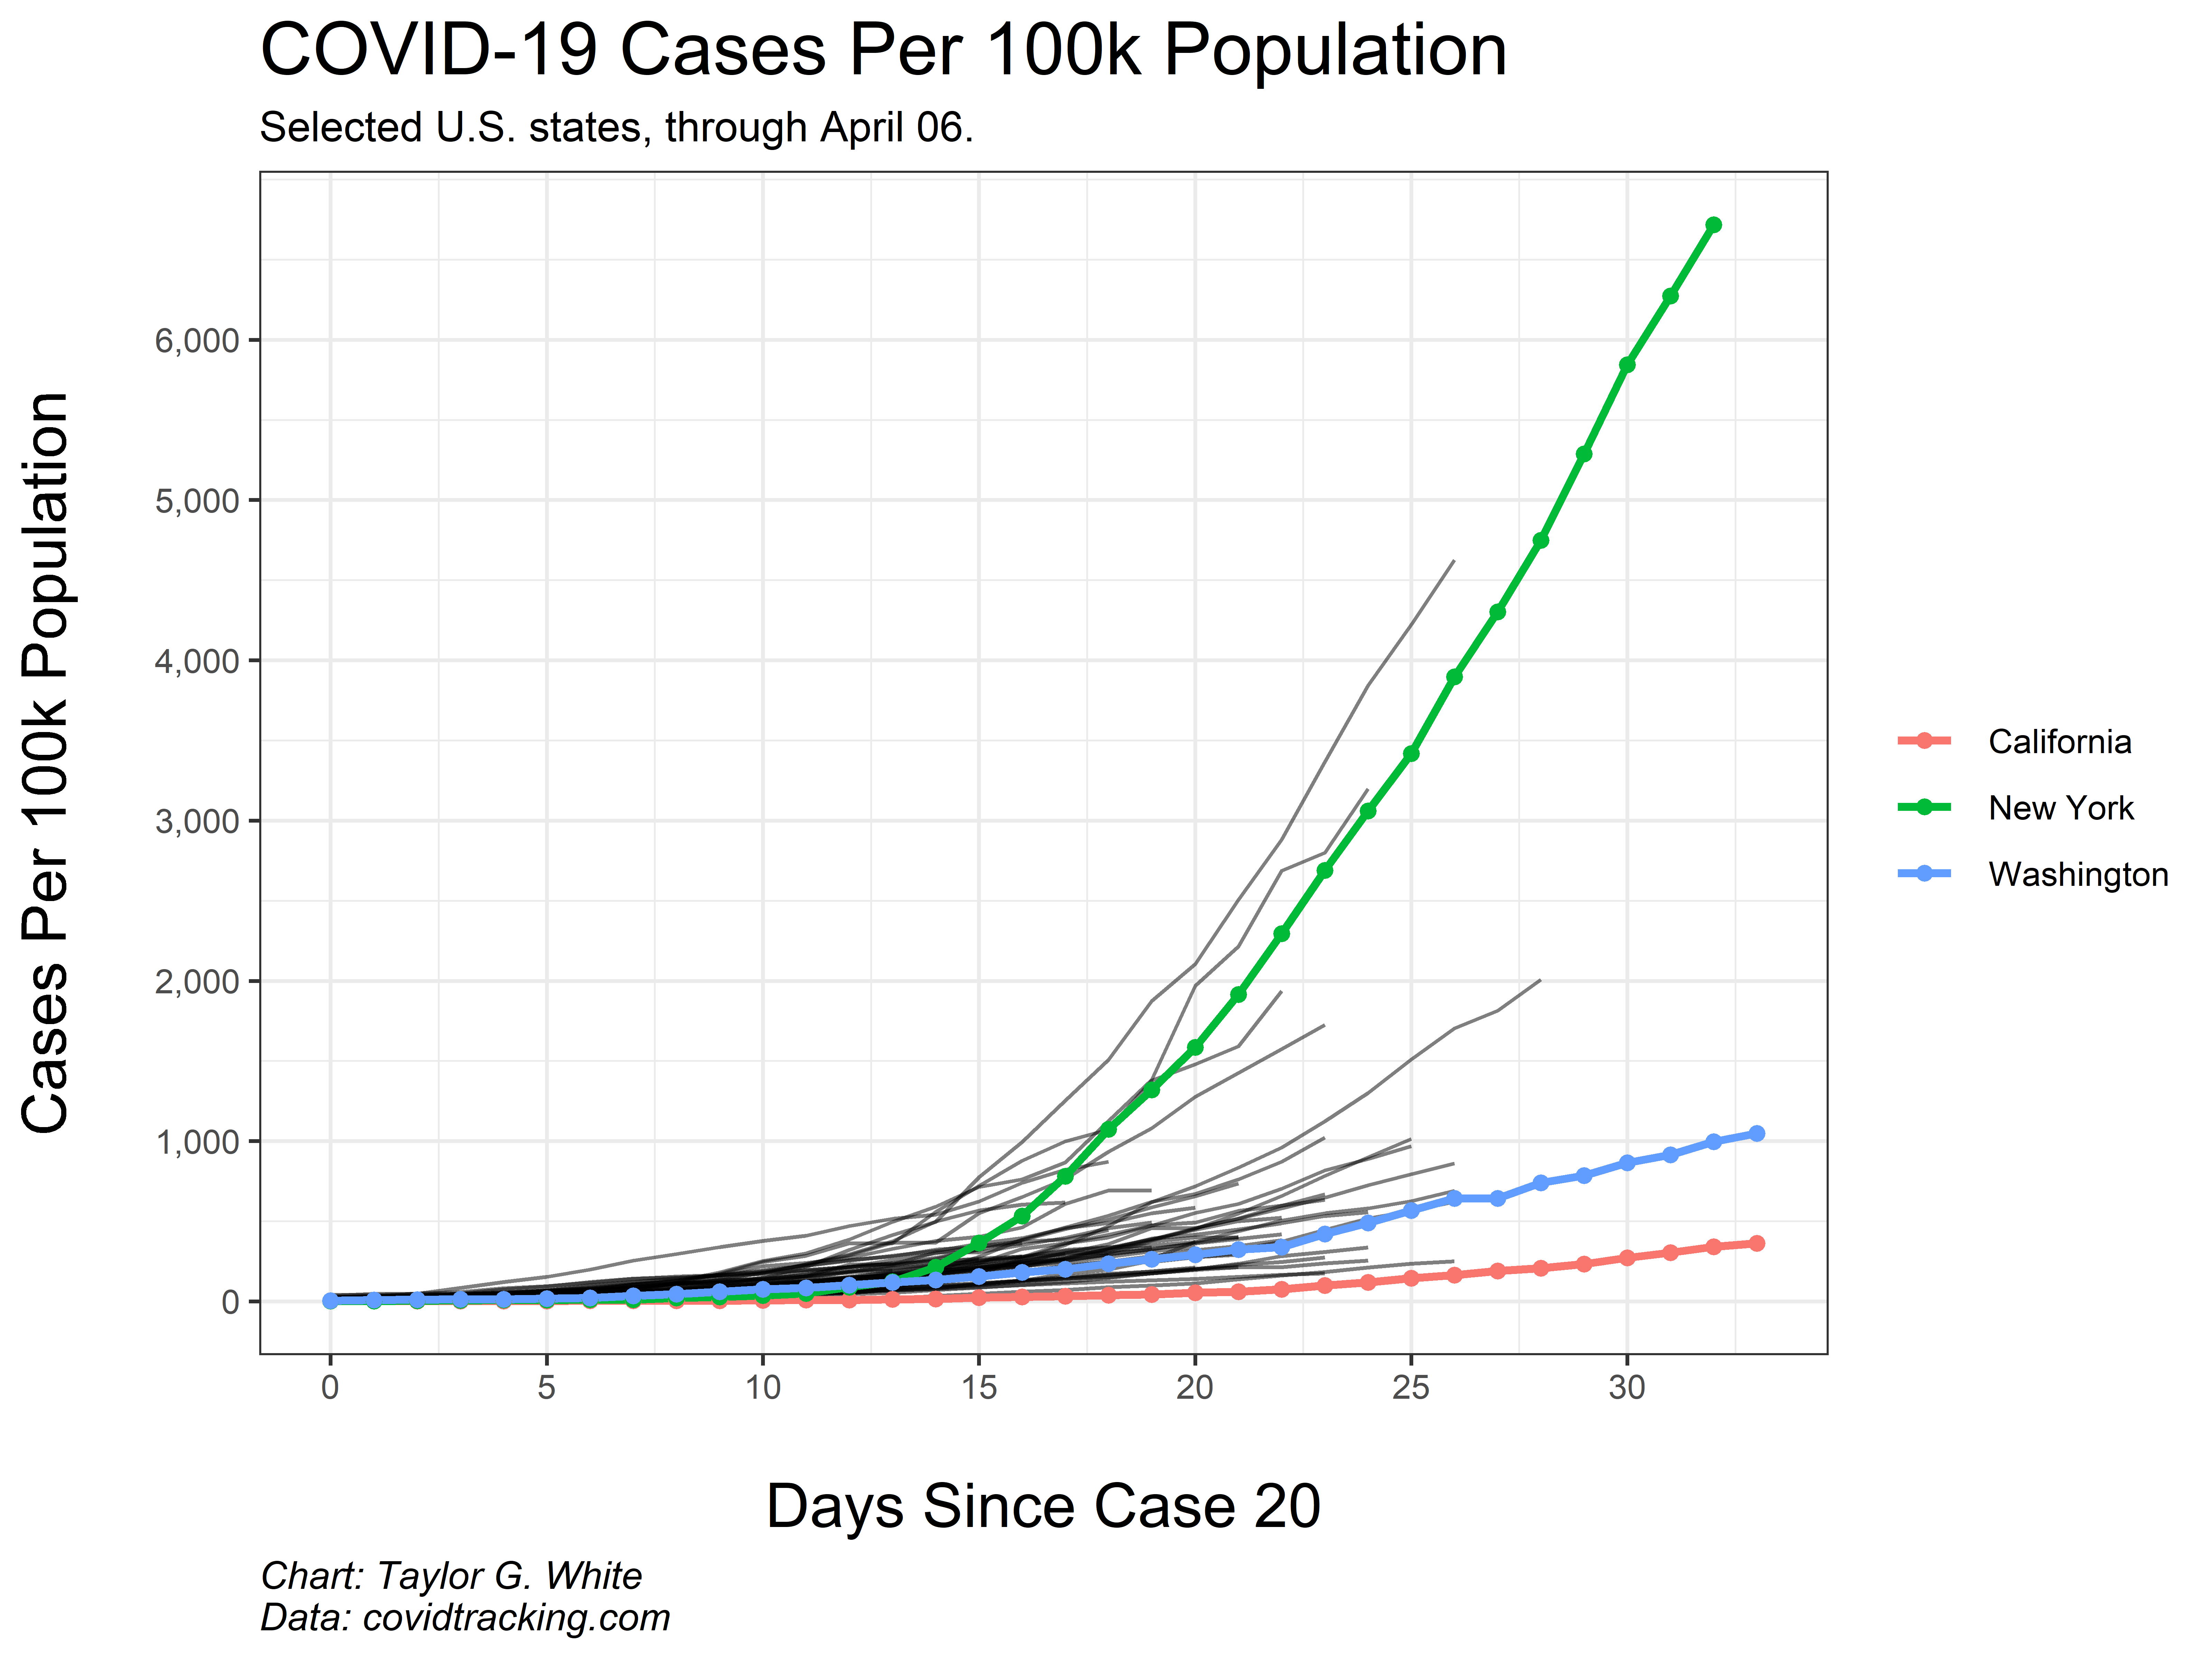 COVID-19 Cases Per 100k Population
Selected U.S. states, through April 06.
Cases Per 100k Population
6,000
5,000
4,000
3,000
2,000
1,000
0
0 5 10 15 20 25 30
Days Since Case 20
California
New York
Washington
Chart: Taylor G. White
Data: covidtracking.com